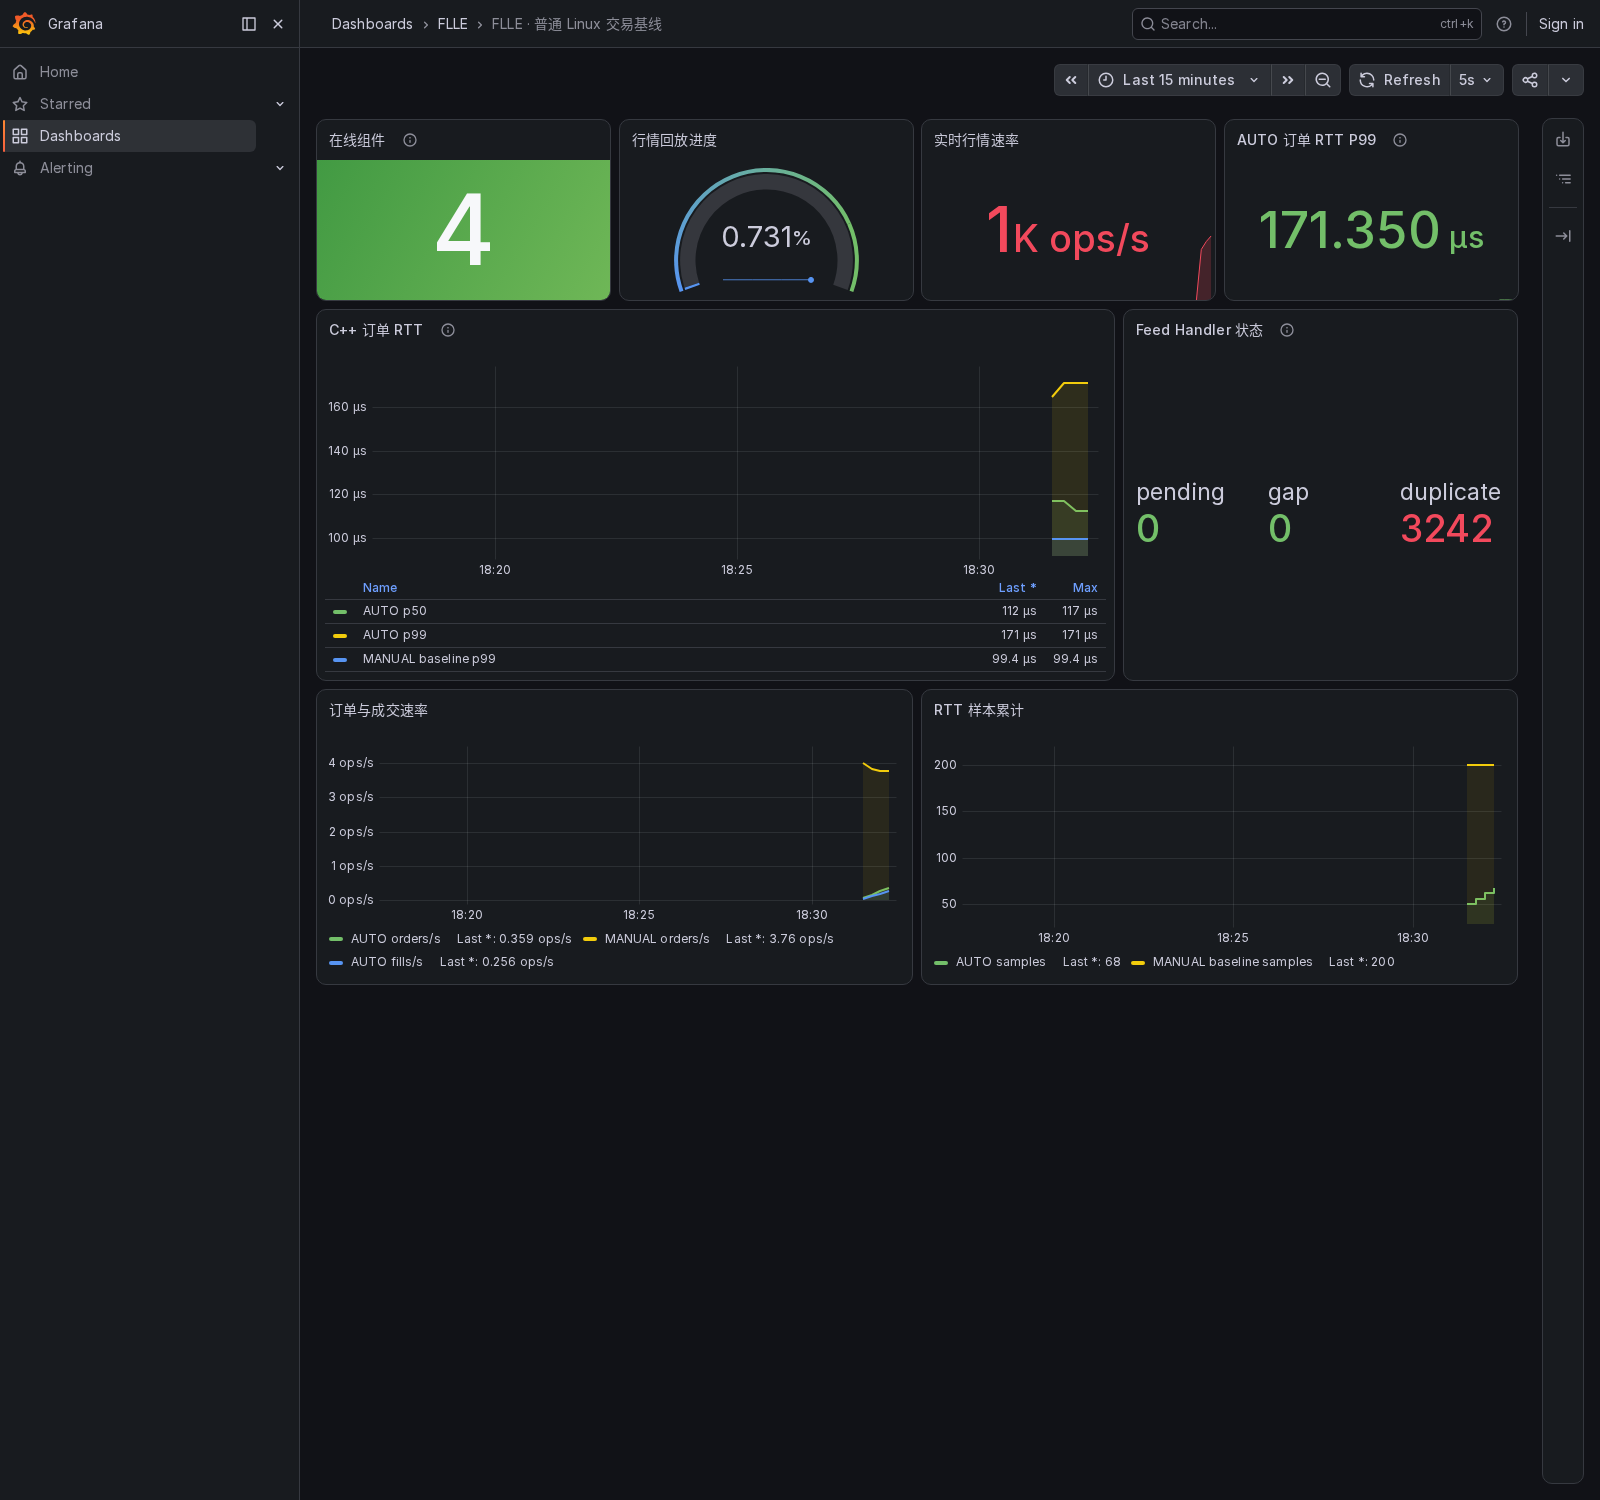 Grafana
Dashboards › FLLE › FLLE · 普通 Linux 交易基线
Search... ctrl+k
Sign in
Home
Starred
Dashboards
Alerting
Last 15 minutes
Refresh 5s
在线组件
4
行情回放进度
0.731%
实时行情速率
1K ops/s
AUTO 订单 RTT P99
171.350 µs
C++ 订单 RTT
160 µs
140 µs
120 µs
100 µs
18:20 18:25 18:30
Name Last * Max
AUTO p50 112 µs 117 µs
AUTO p99 171 µs 171 µs
MANUAL baseline p99 99.4 µs 99.4 µs
Feed Handler 状态
pending gap duplicate
0 0 3242
订单与成交速率
4 ops/s
3 ops/s
2 ops/s
1 ops/s
0 ops/s
18:20 18:25 18:30
AUTO orders/s Last *: 0.359 ops/s MANUAL orders/s Last *: 3.76 ops/s
AUTO fills/s Last *: 0.256 ops/s
RTT 样本累计
200
150
100
50
18:20 18:25 18:30
AUTO samples Last *: 68 MANUAL baseline samples Last *: 200